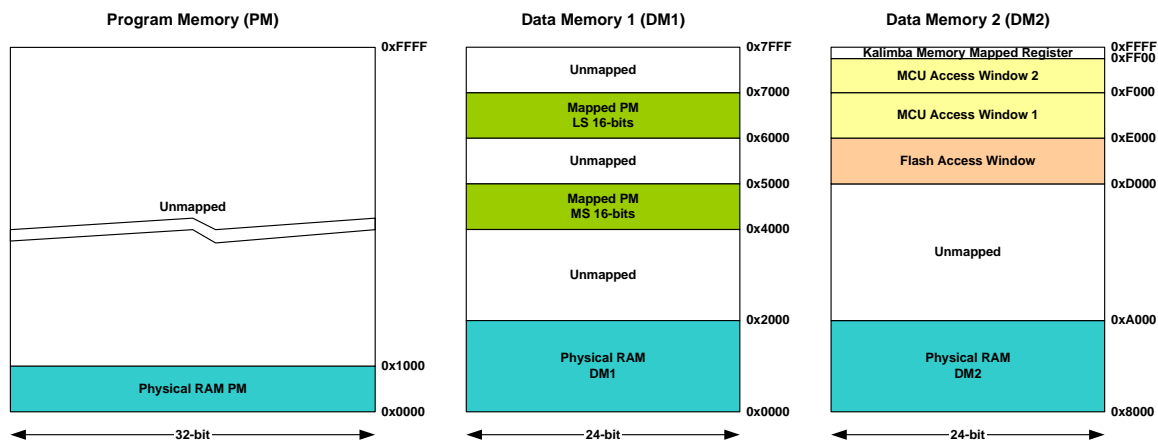 Program Memory (PM)
0xFFFF
Unmapped
0x1000
Physical RAM PM
0x0000
32-bit
Data Memory 1 (DM1)
0x7FFF
Unmapped
0x7000
Mapped PM
LS 16-bits
0x6000
Unmapped
0x5000
Mapped PM
MS 16-bits
0x4000
Unmapped
0x2000
Physical RAM
DM1
0x0000
24-bit
Data Memory 2 (DM2)
0xFFFF
Kalimba Memory Mapped Register
0xFF00
MCU Access Window 2
0xF000
MCU Access Window 1
0xE000
Flash Access Window
0xD000
Unmapped
0xA000
Physical RAM
DM2
0x8000
24-bit